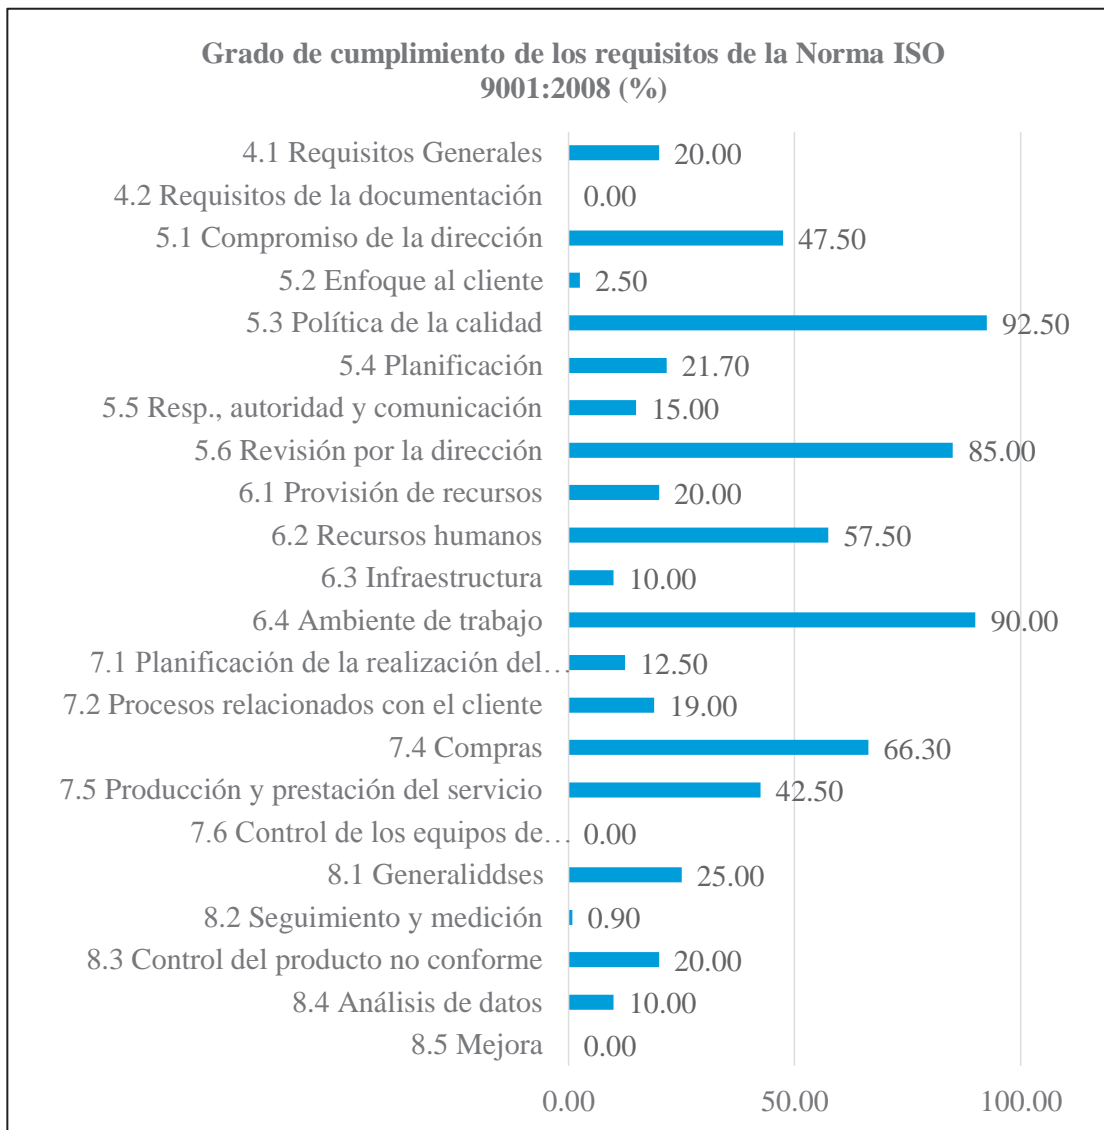 Grado de cumplimiento de los requisitos de la Norma ISO
9001:2008 (%)
4.1 Requisitos Generales 20.00
4.2 Requisitos de la documentación 0.00
5.1 Compromiso de la dirección 47.50
5.2 Enfoque al cliente 2.50
5.3 Política de la calidad 92.50
5.4 Planificación 21.70
5.5 Resp., autoridad y comunicación 15.00
5.6 Revisión por la dirección 85.00
6.1 Provisión de recursos 20.00
6.2 Recursos humanos 57.50
6.3 Infraestructura 10.00
6.4 Ambiente de trabajo 90.00
7.1 Planificación de la realización del… 12.50
7.2 Procesos relacionados con el cliente 19.00
7.4 Compras 66.30
7.5 Producción y prestación del servicio 42.50
7.6 Control de los equipos de… 0.00
8.1 Generaliddses 25.00
8.2 Seguimiento y medición 0.90
8.3 Control del producto no conforme 20.00
8.4 Análisis de datos 10.00
8.5 Mejora 0.00
0.00 50.00 100.00